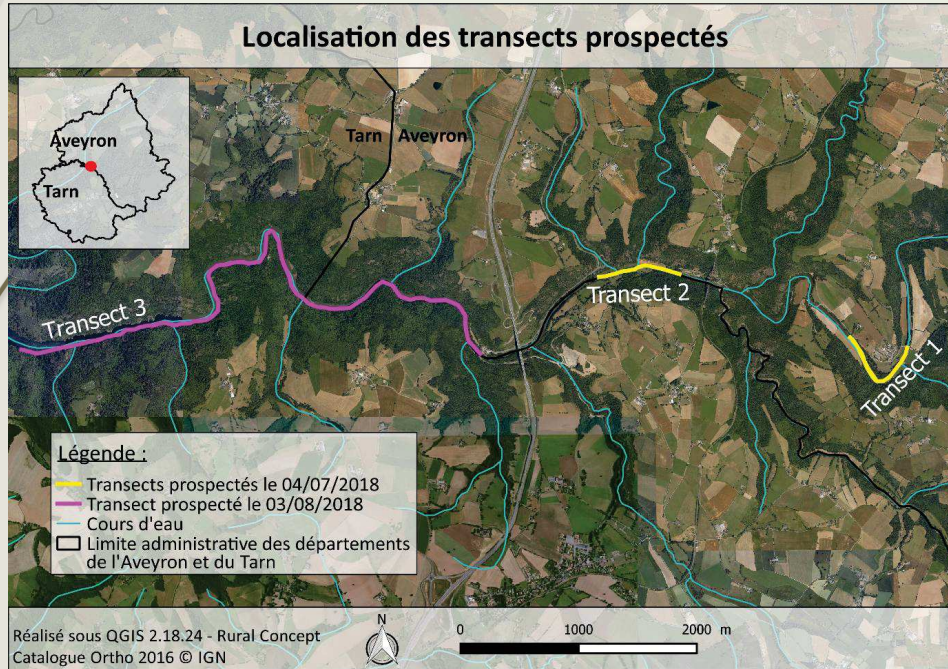 Localisation des transects prospectés
Aveyron
Tarn
Tarn Aveyron
Transect 3
Transect 2
Transect 1
Légende :
Transects prospectés le 04/07/2018
Transect prospecté le 03/08/2018
Cours d'eau
Limite administrative des départements
de l'Aveyron et du Tarn
Réalisé sous QGIS 2.18.24 - Rural Concept
Catalogue Ortho 2016 © IGN
N
0 1000 2000 m